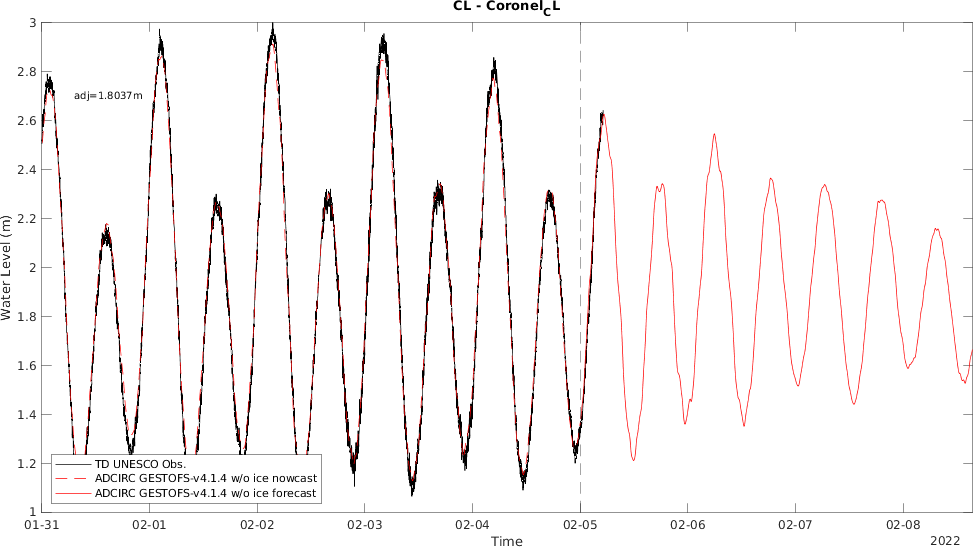 CL - Coronel_CL
3
2.8
adj=1.8037m
2.6
2.4
2.2
2
1.8
1.6
1.4
1.2
1
Water Level (m)
TD UNESCO Obs.
ADCIRC GESTOFS-v4.1.4 w/o ice nowcast
ADCIRC GESTOFS-v4.1.4 w/o ice forecast
01-31 02-01 02-02 02-03 02-04 02-05 02-06 02-07 02-08
Time
2022